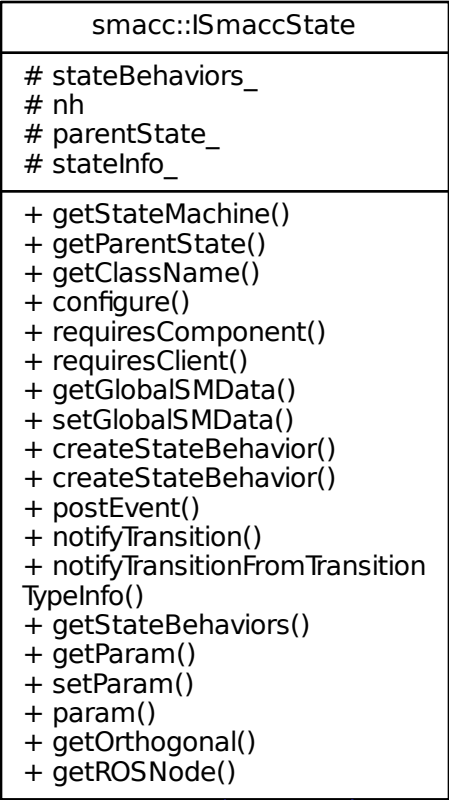 smacc::ISmaccState
# stateBehaviors_
# nh
# parentState_
# stateInfo_
+ getStateMachine()
+ getParentState()
+ getClassName()
+ configure()
+ requiresComponent()
+ requiresClient()
+ getGlobalSMData()
+ setGlobalSMData()
+ createStateBehavior()
+ createStateBehavior()
+ postEvent()
+ notifyTransition()
+ notifyTransitionFromTransition
TypeInfo()
+ getStateBehaviors()
+ getParam()
+ setParam()
+ param()
+ getOrthogonal()
+ getROSNode()